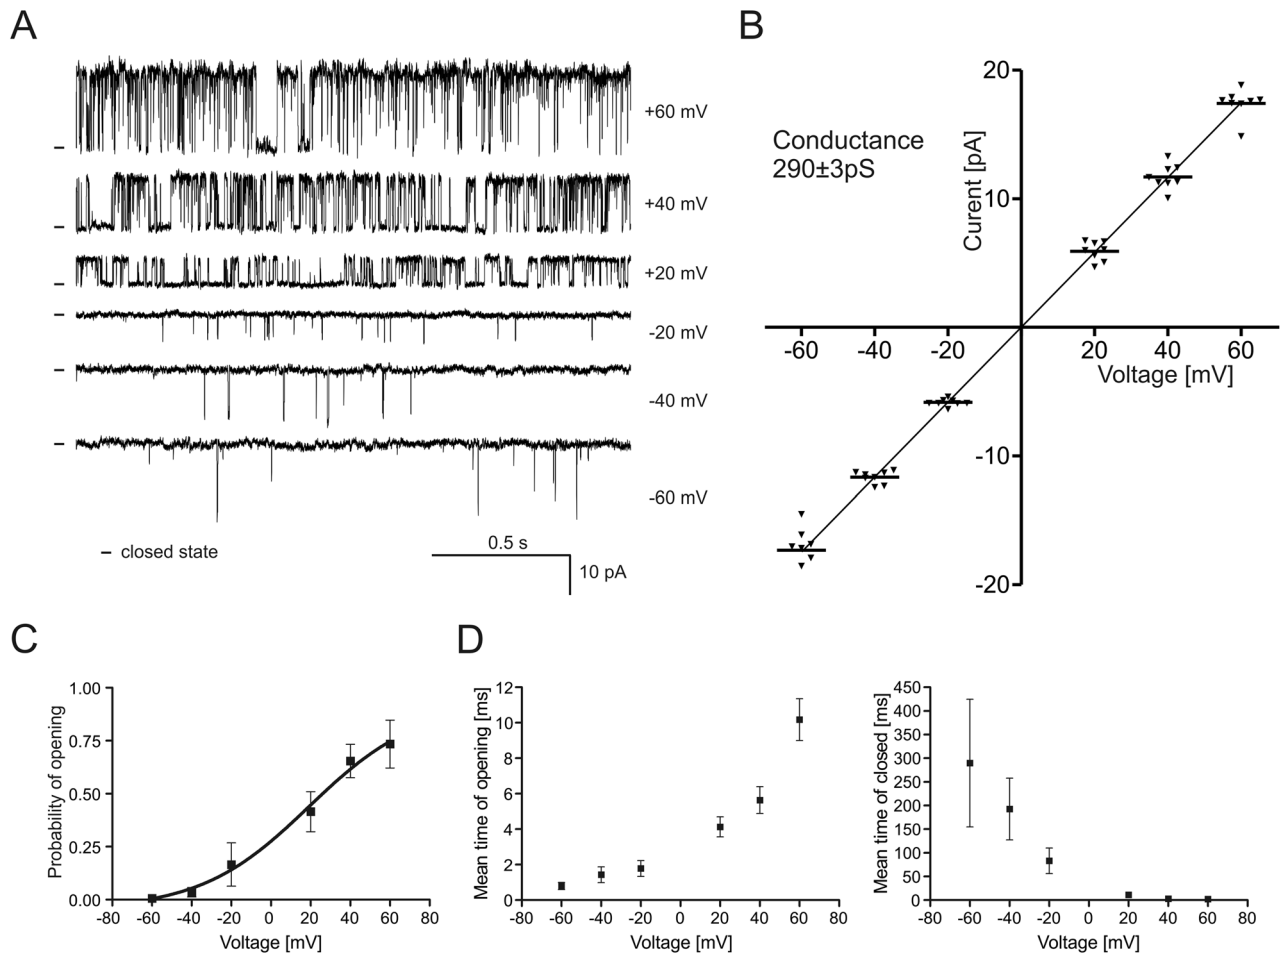 A
+60 mV
+40 mV
+20 mV
-20 mV
-40 mV
-60 mV
– closed state
0.5 s
10 pA
B
Conductance
290±3pS
Curent [pA]
20
10
-10
-20
-60 -40 -20 20 40 60
Voltage [mV]
C
Probability of opening
1.00
0.75
0.50
0.25
0.00
-80 -60 -40 -20 0 20 40 60 80
Voltage [mV]
D
Mean time of opening [ms]
12
10
8
6
4
2
0
-80 -60 -40 -20 0 20 40 60 80
Voltage [mV]
Mean time of closed [ms]
450
400
350
300
250
200
150
100
50
0
-80 -60 -40 -20 0 20 40 60 80
Voltage [mV]